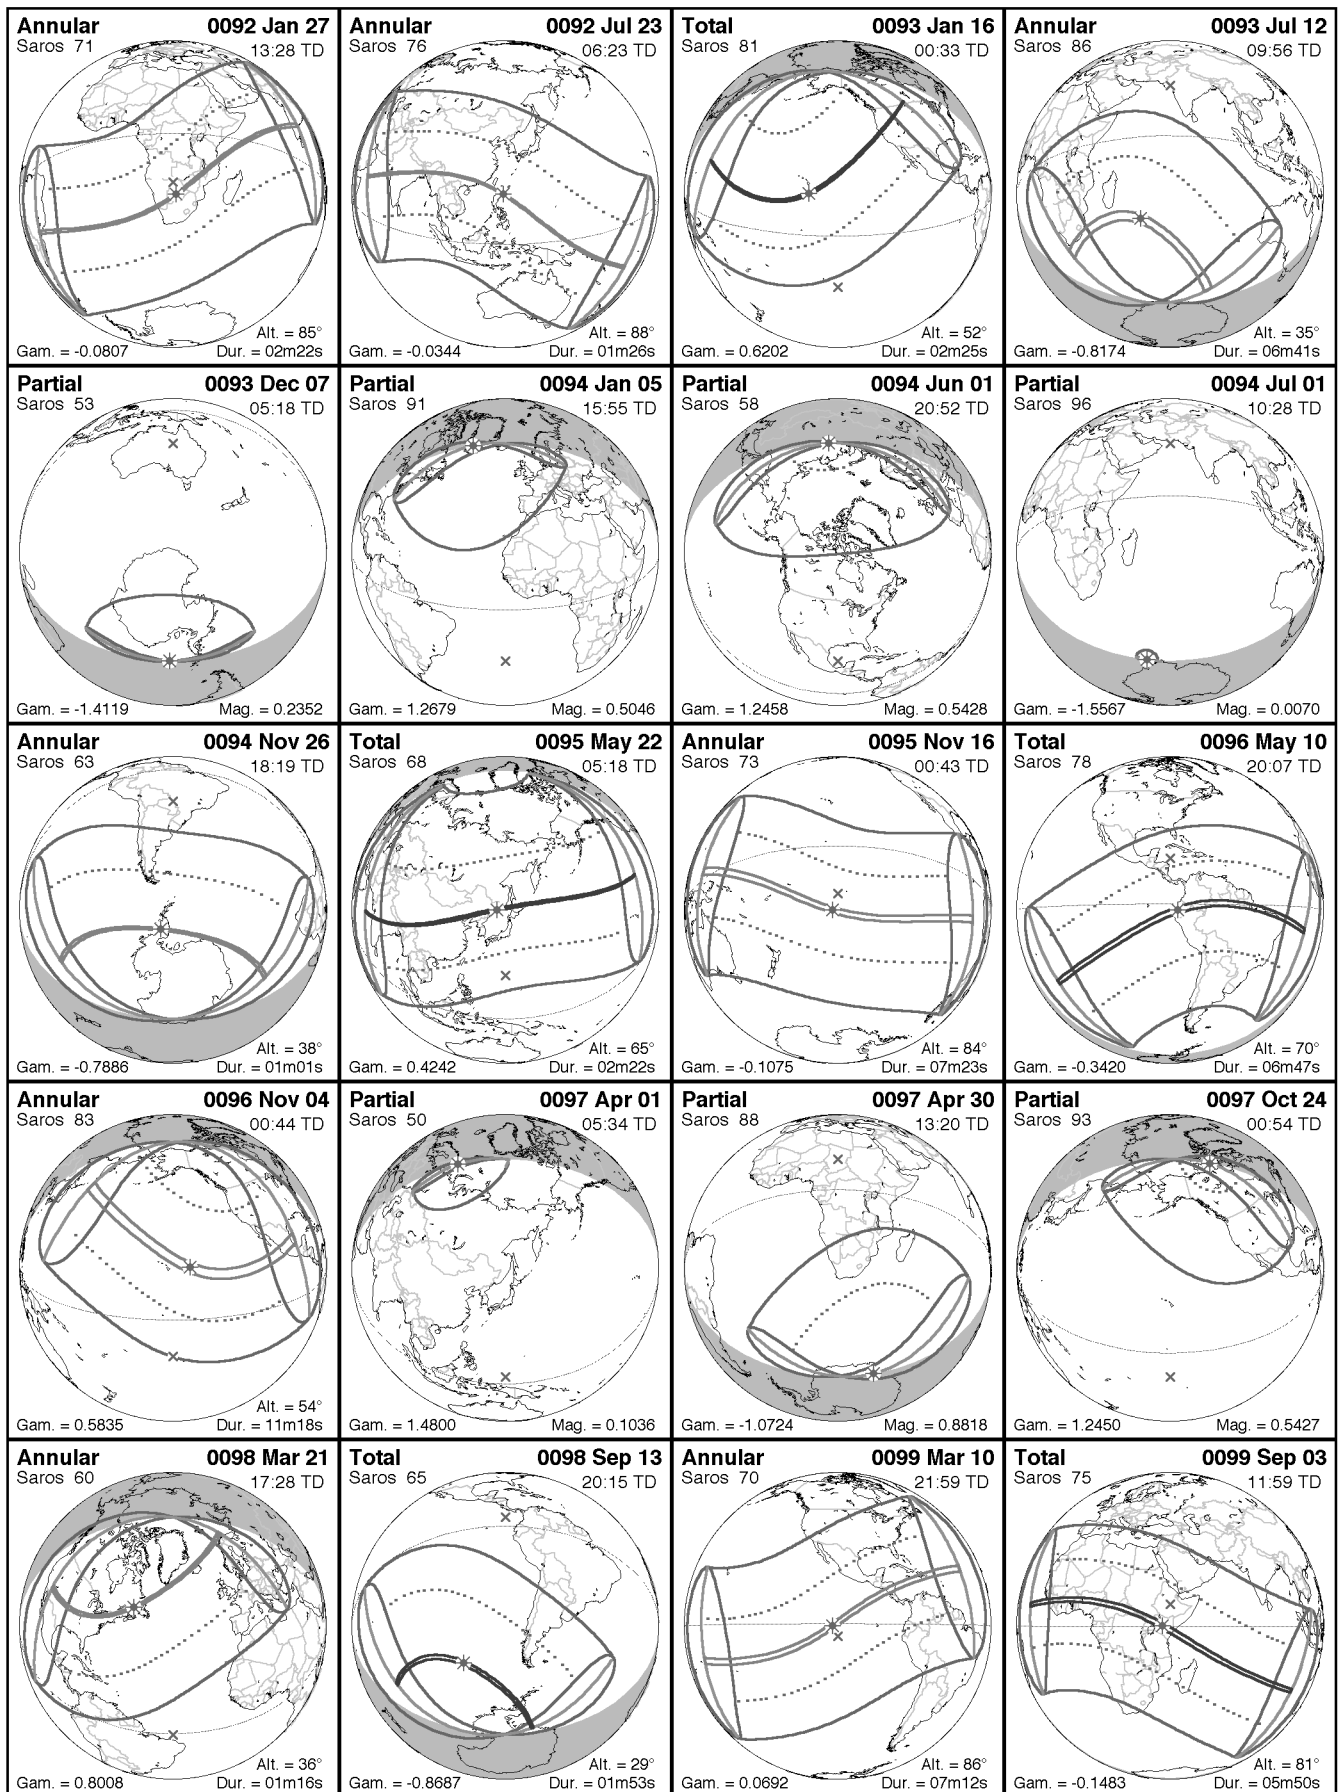 Annular 0092 Jan 27
Saros 71 13:28 TD
Alt. = 85°
Gam. = -0.0807 Dur. = 02m22s
Annular 0092 Jul 23
Saros 76 06:23 TD
Alt. = 88°
Gam. = -0.0344 Dur. = 01m26s
Total 0093 Jan 16
Saros 81 00:33 TD
Alt. = 52°
Gam. = 0.6202 Dur. = 02m25s
Annular 0093 Jul 12
Saros 86 09:56 TD
Alt. = 35°
Gam. = -0.8174 Dur. = 06m41s
Partial 0093 Dec 07
Saros 53 05:18 TD
Gam. = -1.4119 Mag. = 0.2352
Partial 0094 Jan 05
Saros 91 15:55 TD
Gam. = 1.2679 Mag. = 0.5046
Partial 0094 Jun 01
Saros 58 20:52 TD
Gam. = 1.2458 Mag. = 0.5428
Partial 0094 Jul 01
Saros 96 10:28 TD
Gam. = -1.5567 Mag. = 0.0070
Annular 0094 Nov 26
Saros 63 18:19 TD
Alt. = 38°
Gam. = -0.7886 Dur. = 01m01s
Total 0095 May 22
Saros 68 05:18 TD
Alt. = 65°
Gam. = 0.4242 Dur. = 02m22s
Annular 0095 Nov 16
Saros 73 00:43 TD
Alt. = 84°
Gam. = -0.1075 Dur. = 07m23s
Total 0096 May 10
Saros 78 20:07 TD
Alt. = 70°
Gam. = -0.3420 Dur. = 06m47s
Annular 0096 Nov 04
Saros 83 00:44 TD
Alt. = 54°
Gam. = 0.5835 Dur. = 11m18s
Partial 0097 Apr 01
Saros 50 05:34 TD
Gam. = 1.4800 Mag. = 0.1036
Partial 0097 Apr 30
Saros 88 13:20 TD
Gam. = -1.0724 Mag. = 0.8818
Partial 0097 Oct 24
Saros 93 00:54 TD
Gam. = 1.2450 Mag. = 0.5427
Annular 0098 Mar 21
Saros 60 17:28 TD
Alt. = 36°
Gam. = 0.8008 Dur. = 01m16s
Total 0098 Sep 13
Saros 65 20:15 TD
Alt. = 29°
Gam. = -0.8687 Dur. = 01m53s
Annular 0099 Mar 10
Saros 70 21:59 TD
Alt. = 86°
Gam. = 0.0692 Dur. = 07m12s
Total 0099 Sep 03
Saros 75 11:59 TD
Alt. = 81°
Gam. = -0.1483 Dur. = 05m50s